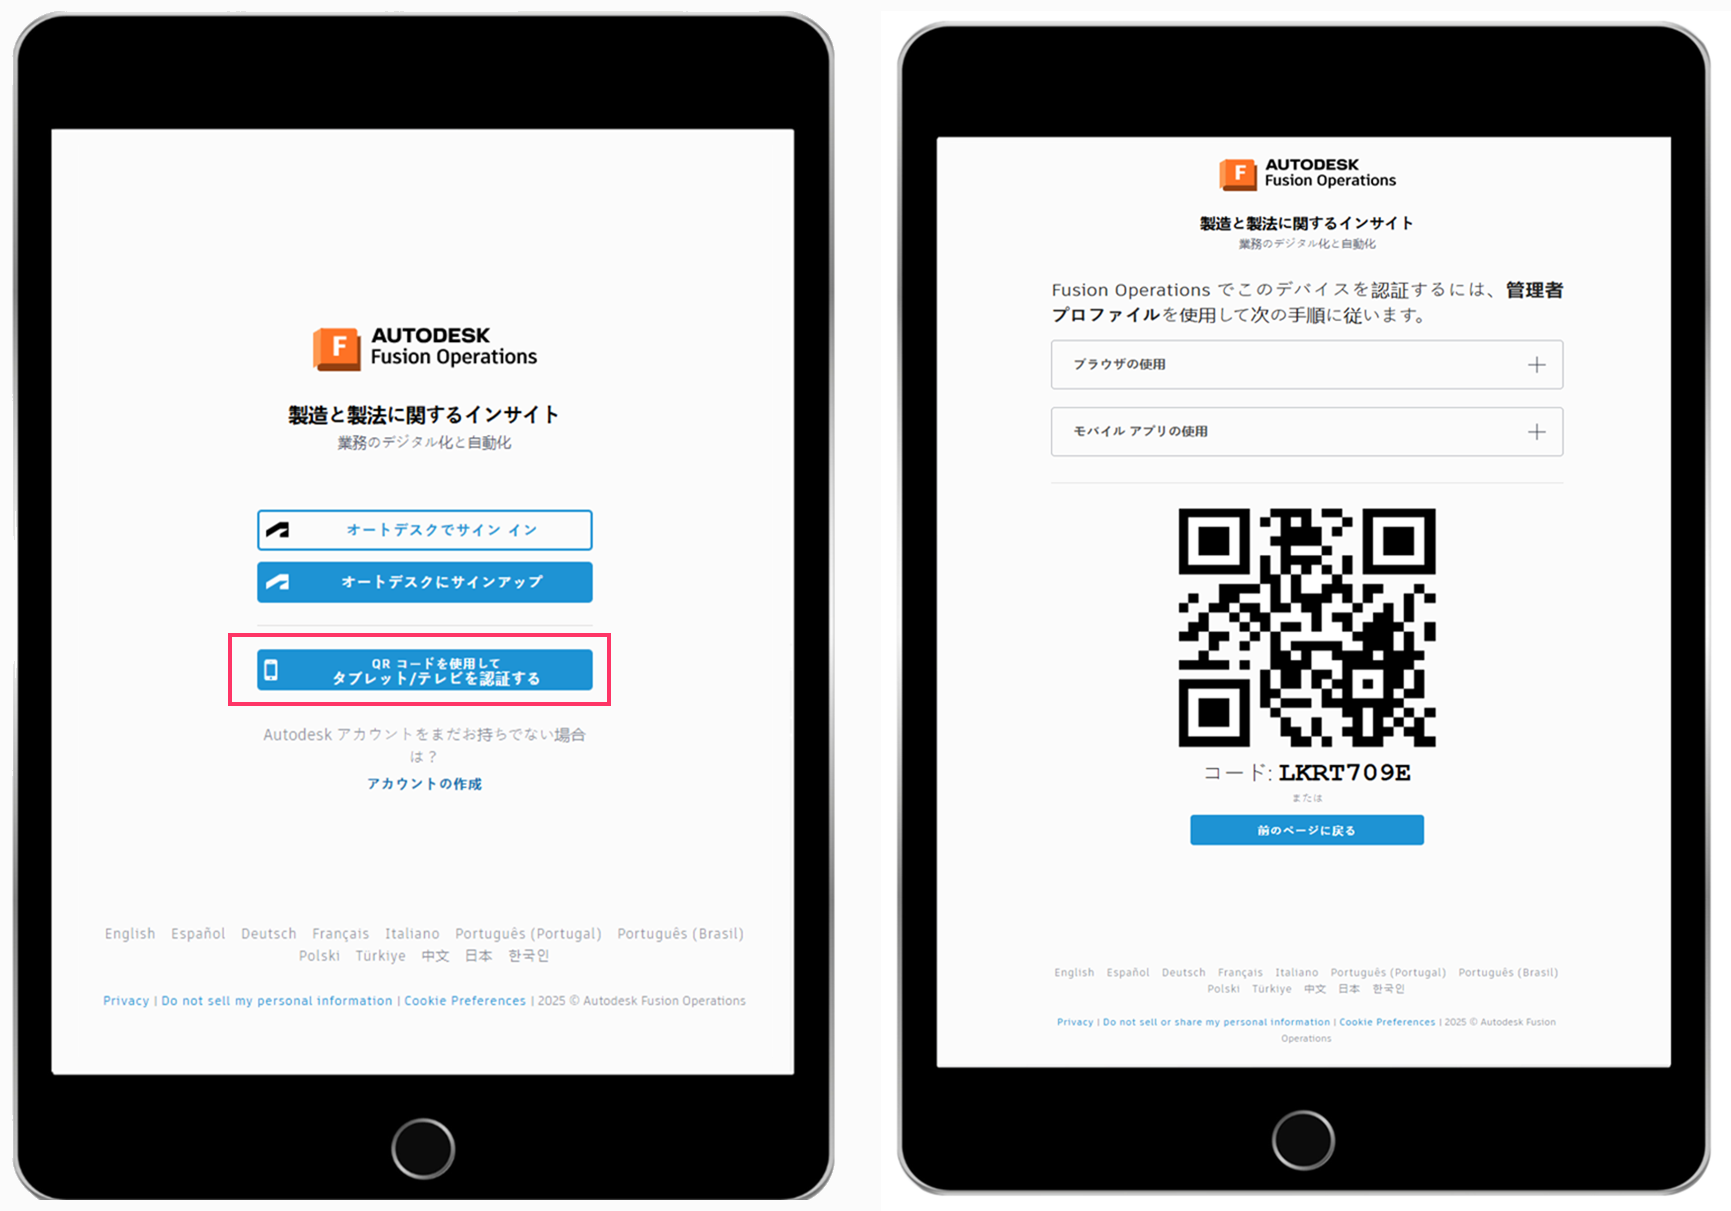 AUTODESK
Fusion Operations
製造と製法に関するインサイト
業務のデジタル化と自動化
オートデスクでサイン イン
オートデスクにサインアップ
QR コードを使用して
タブレット/テレビを認証する
Autodesk アカウントをまだお持ちでない場合
は？
アカウントの作成
English Español Deutsch Français Italiano Português (Portugal) Português (Brasil)
Polski Türkiye 中文 日本 한국인
Privacy | Do not sell my personal information | Cookie Preferences | 2025 © Autodesk Fusion Operations
AUTODESK
Fusion Operations
製造と製法に関するインサイト
業務のデジタル化と自動化
Fusion Operations でこのデバイスを認証するには、管理者
プロファイルを使用して次の手順に従います。
ブラウザの使用
モバイル アプリの使用
コード: LKRT709E
または
前のページに戻る
English Español Deutsch Français Italiano Português (Portugal) Português (Brasil)
Polski Türkiye 中文 日本 한국인
Privacy | Do not sell or share my personal information | Cookie Preferences | 2025 © Autodesk Fusion
Operations